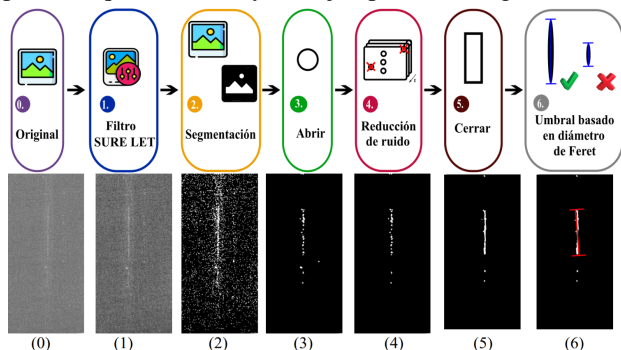 0.
Original
1.
Filtro
SURE LET
2.
Segmentación
3.
Abrir
4.
Reducción
de ruido
5.
Cerrar
6.
Umbral basado
en diámetro
de Feret
(0) (1) (2) (3) (4) (5) (6)